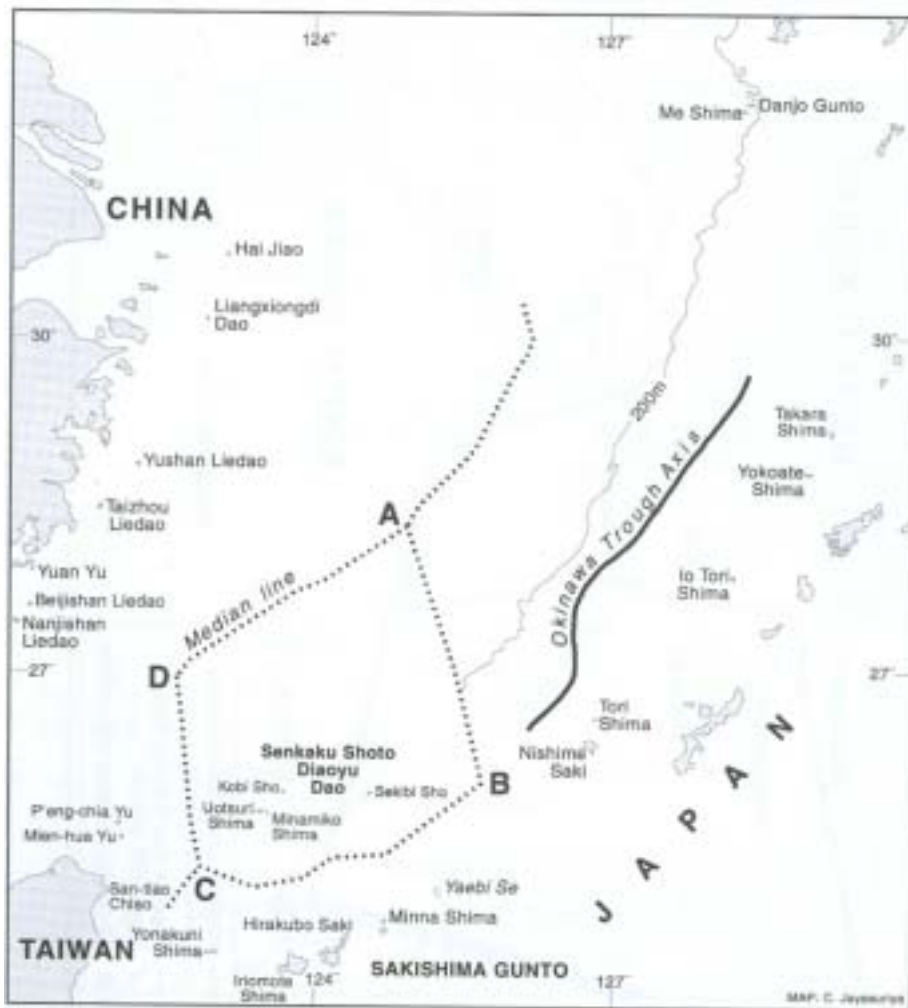 124°
127°
Me Shima
Danjo Gunto
CHINA
Hai Jiao
Liangxiongdi
Dao
30°
30°
200m
Takara
Shima
Yushan Liedao
Yokoate
Shima
Taizhou
Liedao
A
Okinawa Trough Axis
Yuan Yu
Io Tori
Shima
Beijishan Liedao
Median line
Nanjishan
Liedao
27°
D
27°
Tori
Shima
Nishima
Saki
Senkaku Shoto
Diaoyu
Dao
B
Kobi Sho
Sekibi Sho
P'eng-chia Yu
Uotsuri
Shima
Minamiko
Shima
Mien-hua Yu
JAPAN
C
San-tiao
Chiao
Yaebi Se
Minna Shima
Hirakubo Saki
TAIWAN
Yonakuni
Shima
SAKISHIMA GUNTO
Iriomote
Shima
124°
127°
MAP: C. Jayasuriya